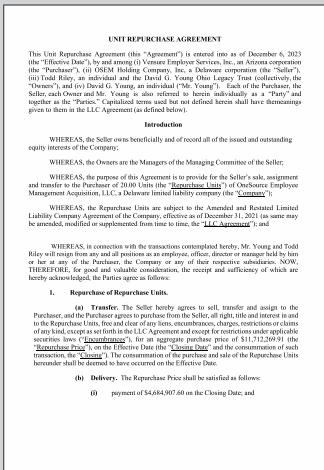 UNIT REPURCHASE AGREEMENT
This Unit Repurchase Agreement (this "Agreement") is entered into as of December 6, 2023
(the "Effective Date"), by and among (i) Vensure Employer Services, Inc., an Arizona corporation
(the "Purchaser"), (ii) OSEM Holding Company, Inc, a Delaware corporation (the "Seller"),
(iii) Todd Riley, an individual and the David G. Young Ohio Legacy Trust (collectively, the
"Owners"), and (iv) David G. Young, an individual ("Mr. Young"). Each of the Purchaser, the
Seller, each Owner and Mr. Young is also referred to herein individually as a "Party" and
together as the "Parties." Capitalized terms used but not defined herein shall have themeanings
given to them in the LLC Agreement (as defined below).
Introduction
WHEREAS, the Seller owns beneficially and of record all of the issued and outstanding
equity interests of the Company;
WHEREAS, the Owners are the Managers of the Managing Committee of the Seller;
WHEREAS, the purpose of this Agreement is to provide for the Seller's sale, assignment
and transfer to the Purchaser of 20.00 Units (the "Repurchase Units") of OneSource Employee
Management Acquisition, LLC, a Delaware limited liability company (the "Company");
WHEREAS, the Repurchase Units are subject to the Amended and Restated Limited
Liability Company Agreement of the Company, effective as of December 31, 2021 (as same may
be amended, modified or supplemented from time to time, the "LLC Agreement"); and
WHEREAS, in connection with the transactions contemplated hereby, Mr. Young and Todd
Riley will resign from any and all positions as an employee, officer, director or manager held by him
or her at any of the Purchaser, the Company or any of their respective subsidiaries. NOW,
THEREFORE, for good and valuable consideration, the receipt and sufficiency of which are
hereby acknowledged, the Parties agree as follows:
1. Repurchase of Repurchase Units.
(a) Transfer. The Seller hereby agrees to sell, transfer and assign to the
Purchaser, and the Purchaser agrees to purchase from the Seller, all right, title and interest in and
to the Repurchase Units, free and clear of any liens, encumbrances, charges, restrictions or claims
of any kind, except as set forth in the LLC Agreement and except for restrictions under applicable
securities laws ("Encumbrances"), for an aggregate purchase price of $11,712,269.91 (the
"Repurchase Price"), on the Effective Date (the "Closing Date" and the consummation of such
transaction, the "Closing"). The consummation of the purchase and sale of the Repurchase Units
hereunder shall be deemed to have occurred on the Effective Date.
(b) Delivery. The Repurchase Price shall be satisfied as follows:
(i) payment of $4,684,907.60 on the Closing Date; and